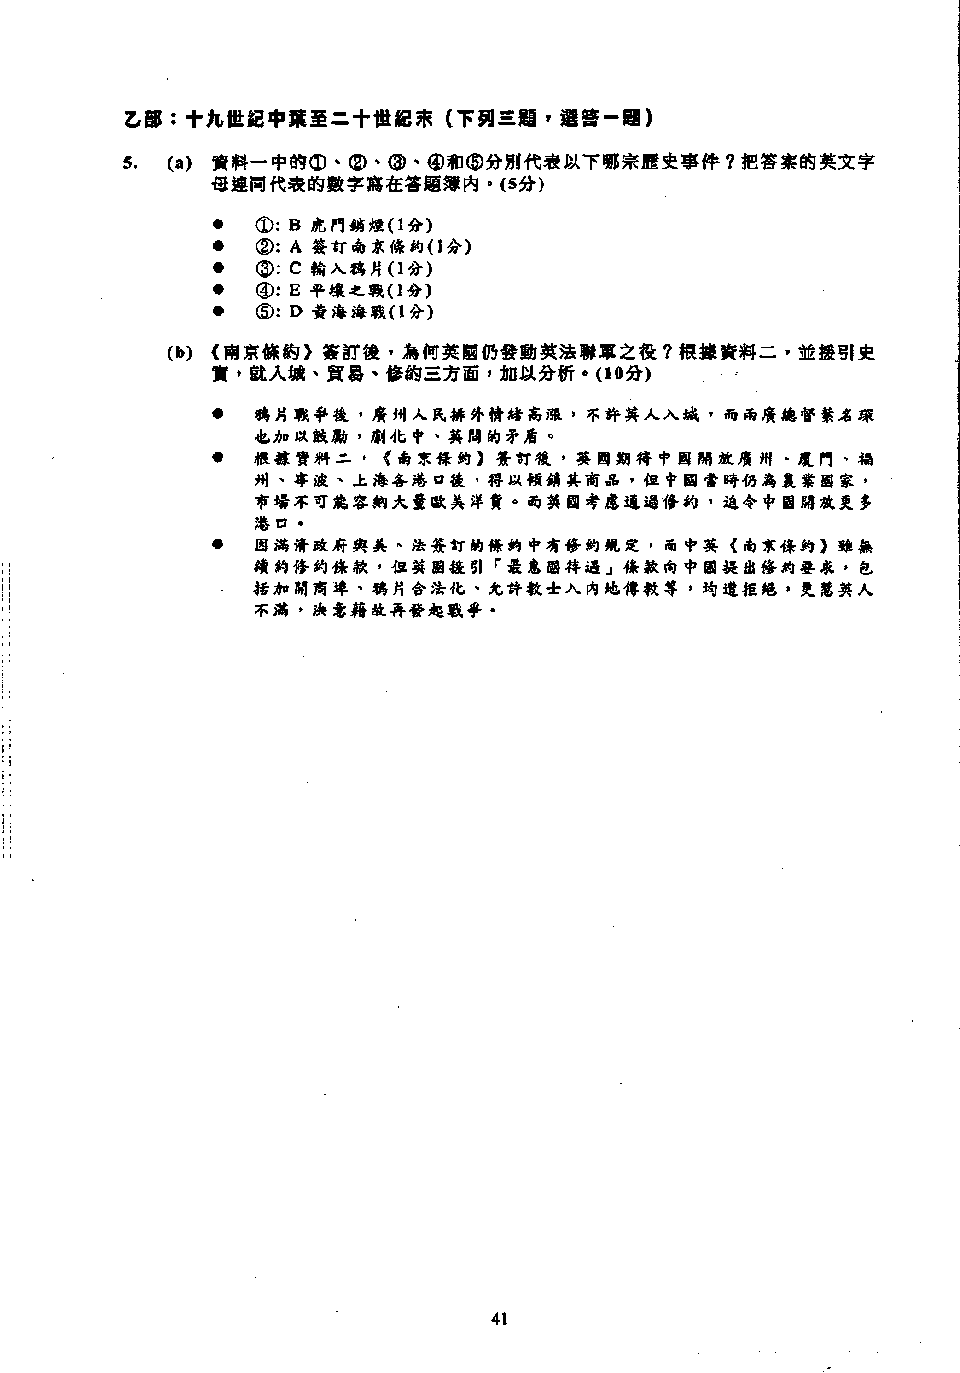 乙部：十九世紀中葉至二十世紀末（下列三題，選答一題）
5. (a) 資料一中的①、②、③、④和⑤分別代表以下哪宗歷史事件？把答案的英文字
母連同代表的數字寫在答題簿內。(5分)
● ①: B 虎門銷煙(1分)
● ②: A 簽訂南京條約(1分)
● ③: C 輸入鴉片(1分)
● ④: E 平壤之戰(1分)
● ⑤: D 黃海海戰(1分)
(b) 《南京條約》簽訂後，為何英國仍發動英法聯軍之役？根據資料二，並援引史
實，就入城、貿易、修約三方面，加以分析。(10分)
● 鴉片戰爭後，廣州人民排外情緒高漲，不許英人入城，而兩廣總督葉名琛
也加以鼓勵，劇化中、英間的矛盾。
● 根據資料二，《南京條約》簽訂後，英國期待中國開放廣州、廈門、福
州、寧波、上海各港口後，得以傾銷其商品，但中國當時仍為農業國家，
市場不可能容納大量歐美洋貨。而英國考慮通過修約，迫令中國開放更多
港口。
● 因滿清政府與美、法簽訂的條約中有修約規定，而中英《南京條約》雖無
續約修約條款，但英國援引「最惠國待遇」條款向中國提出修約要求，包
括加開商埠、鴉片合法化、允許教士入內地傳教等，均遭拒絕，更惹英人
不滿，決意藉故再發起戰爭。
41